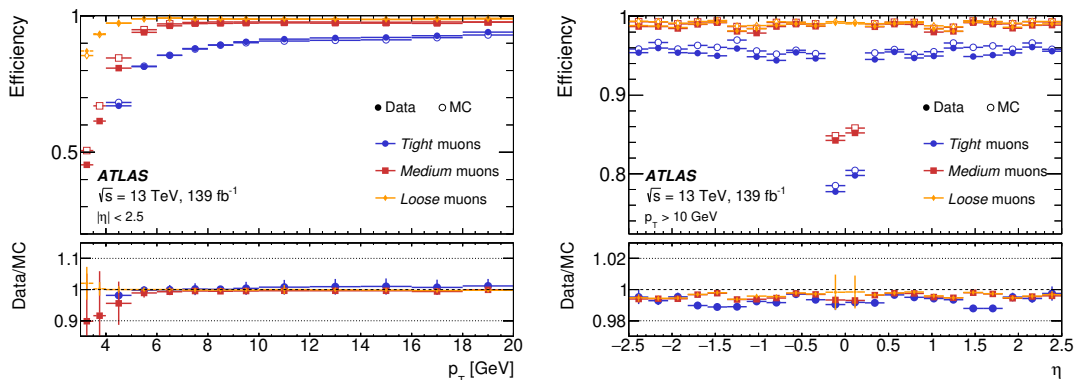 Efficiency
1
0.5
Data MC
Tight muons
Medium muons
Loose muons
ATLAS
√s = 13 TeV, 139 fb⁻¹
|η| < 2.5
Data/MC
1.1
1
0.9
4 6 8 10 12 14 16 18 20
p_T [GeV]
Efficiency
1
0.9
0.8
Data MC
Tight muons
Medium muons
Loose muons
ATLAS
√s = 13 TeV, 139 fb⁻¹
p_T > 10 GeV
Data/MC
1.02
1
0.98
−2.5 −2 −1.5 −1 −0.5 0 0.5 1 1.5 2 2.5
η